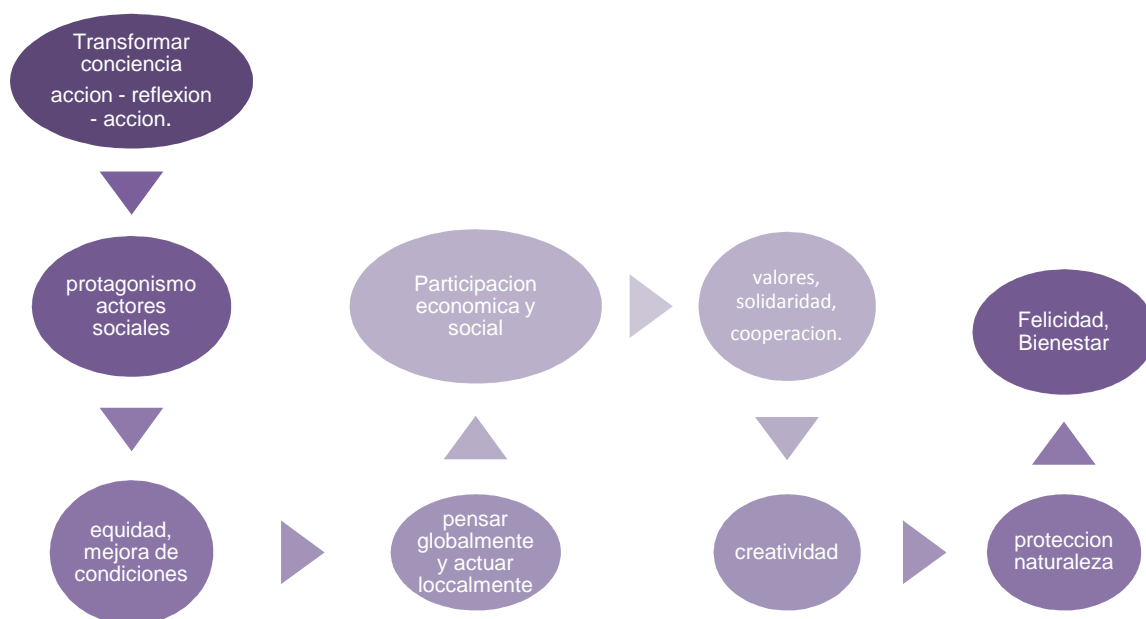 Transformar
conciencia
accion - reflexion
- accion.
protagonismo
actores
sociales
equidad,
mejora de
condiciones
pensar
globalmente
y actuar
loccalmente
Participacion
economica y
social
valores,
solidaridad,
cooperacion.
creatividad
proteccion
naturaleza
Felicidad,
Bienestar